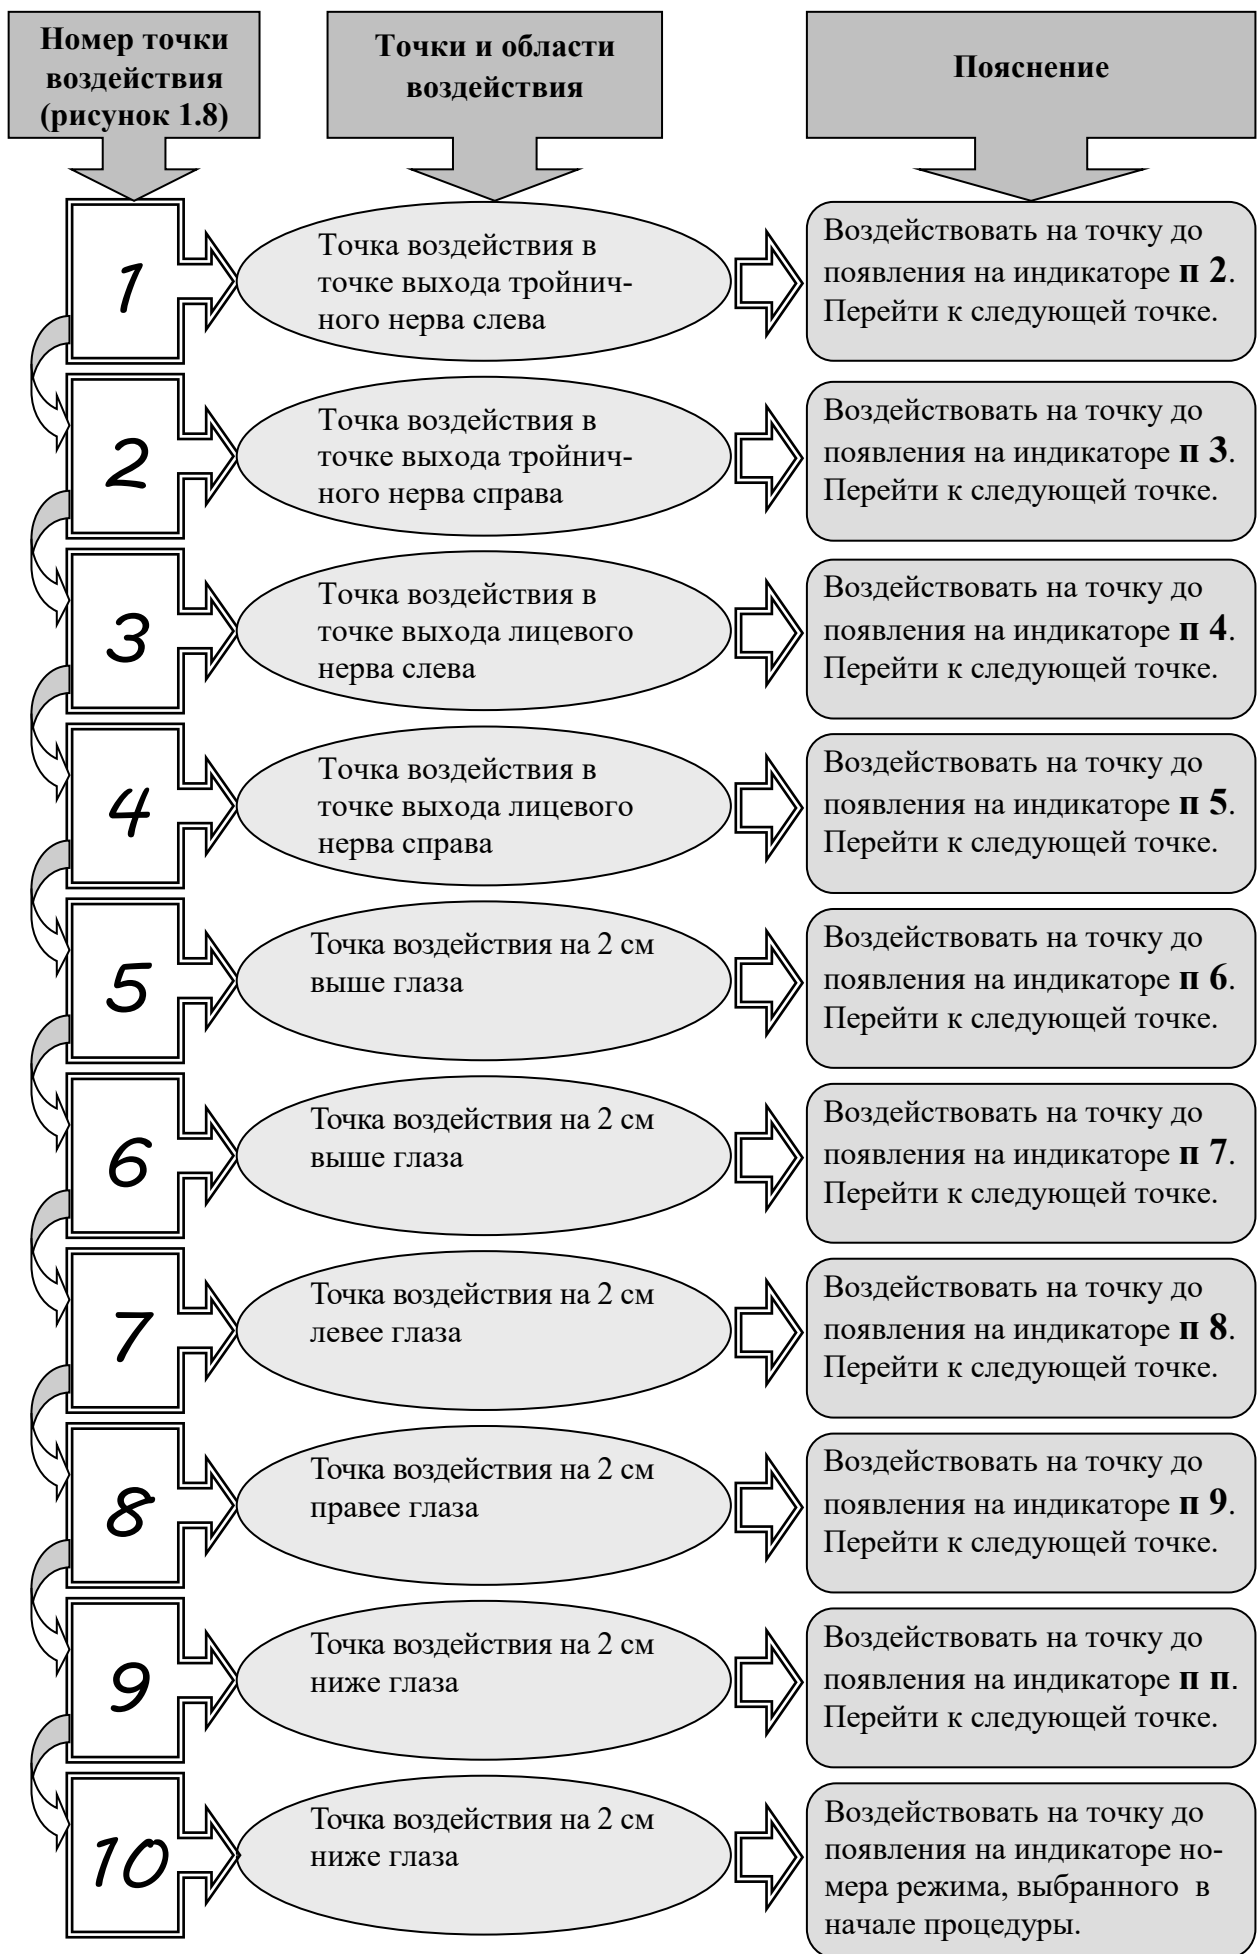 Номер точки
воздействия
(рисунок 1.8)
Точки и области
воздействия
Пояснение
1
Точка воздействия в
точке выхода тройнич-
ного нерва слева
Воздействовать на точку до
появления на индикаторе п 2.
Перейти к следующей точке.
2
Точка воздействия в
точке выхода тройнич-
ного нерва справа
Воздействовать на точку до
появления на индикаторе п 3.
Перейти к следующей точке.
3
Точка воздействия в
точке выхода лицевого
нерва слева
Воздействовать на точку до
появления на индикаторе п 4.
Перейти к следующей точке.
4
Точка воздействия в
точке выхода лицевого
нерва справа
Воздействовать на точку до
появления на индикаторе п 5.
Перейти к следующей точке.
5
Точка воздействия на 2 см
выше глаза
Воздействовать на точку до
появления на индикаторе п 6.
Перейти к следующей точке.
6
Точка воздействия на 2 см
выше глаза
Воздействовать на точку до
появления на индикаторе п 7.
Перейти к следующей точке.
7
Точка воздействия на 2 см
левее глаза
Воздействовать на точку до
появления на индикаторе п 8.
Перейти к следующей точке.
8
Точка воздействия на 2 см
правее глаза
Воздействовать на точку до
появления на индикаторе п 9.
Перейти к следующей точке.
9
Точка воздействия на 2 см
ниже глаза
Воздействовать на точку до
появления на индикаторе п п.
Перейти к следующей точке.
10
Точка воздействия на 2 см
ниже глаза
Воздействовать на точку до
появления на индикаторе но-
мера режима, выбранного в
начале процедуры.